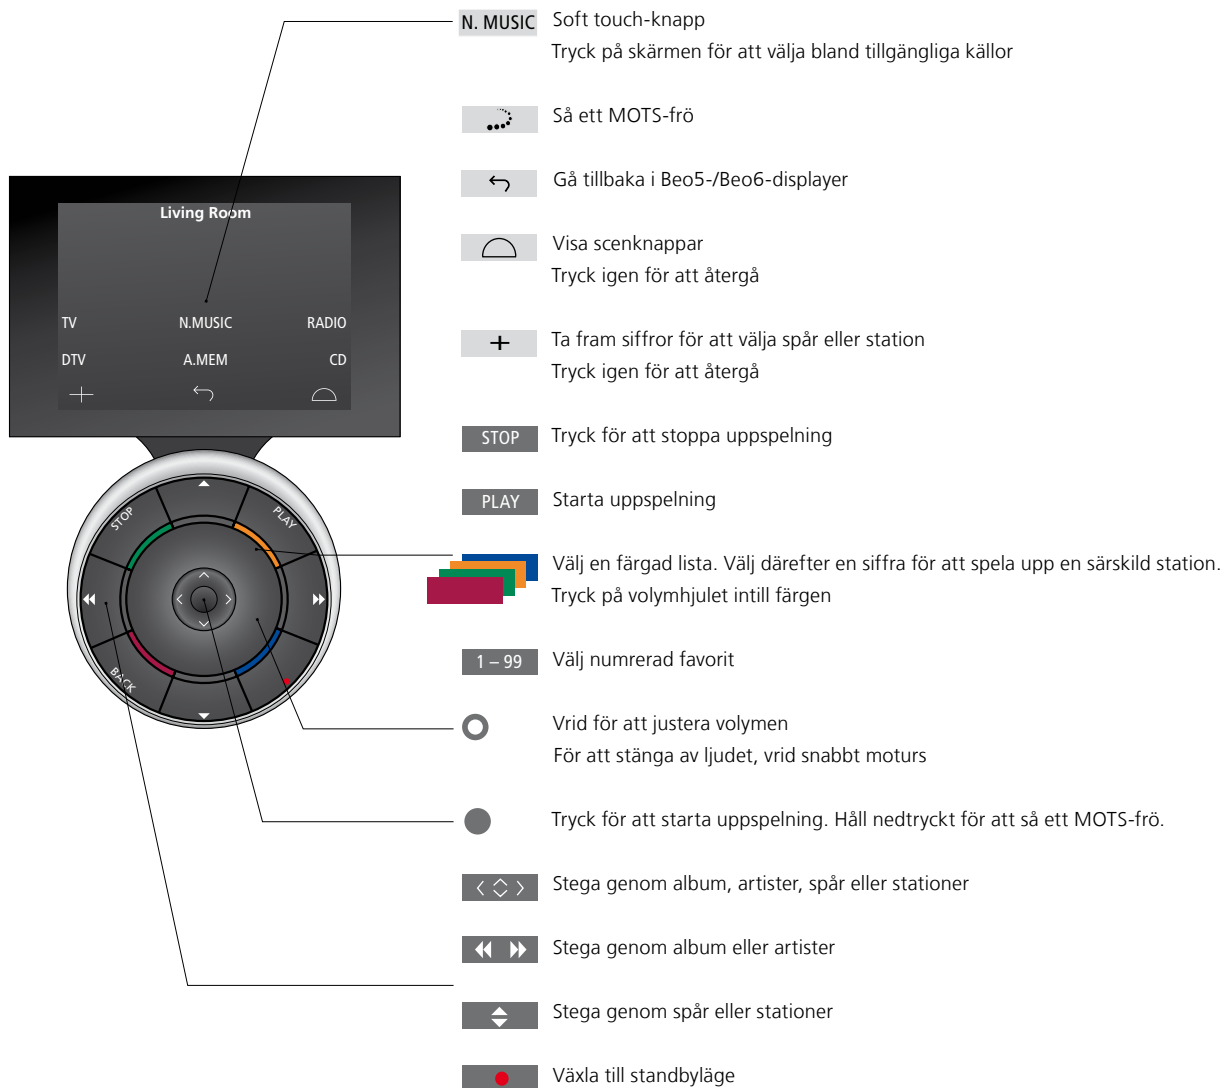 N. MUSIC Soft touch-knapp
Tryck på skärmen för att välja bland tillgängliga källor
Så ett MOTS-frö
Gå tillbaka i Beo5-/Beo6-displayer
Visa scenknappar
Tryck igen för att återgå
Ta fram siffror för att välja spår eller station
Tryck igen för att återgå
STOP Tryck för att stoppa uppspelning
PLAY Starta uppspelning
Välj en färgad lista. Välj därefter en siffra för att spela upp en särskild station.
Tryck på volymhjulet intill färgen
1 – 99 Välj numrerad favorit
Vrid för att justera volymen
För att stänga av ljudet, vrid snabbt moturs
Tryck för att starta uppspelning. Håll nedtryckt för att så ett MOTS-frö.
Stega genom album, artister, spår eller stationer
Stega genom album eller artister
Stega genom spår eller stationer
Växla till standbyläge
Living Room
TV N.MUSIC RADIO
DTV A.MEM CD
STOP PLAY
BACK